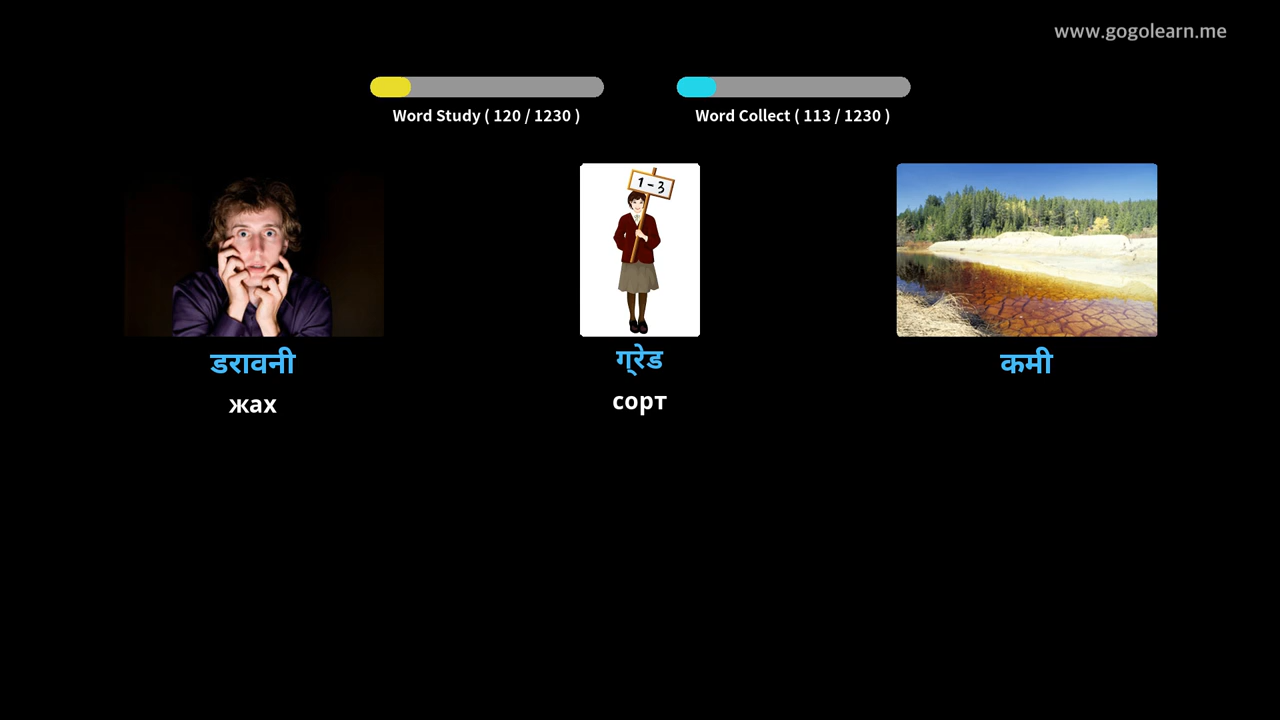 www.gogolearn.me
Word Study ( 120 / 1230 )
Word Collect ( 113 / 1230 )
1 - 3
डरावनी
ग्रेड
कमी
жах
сорт